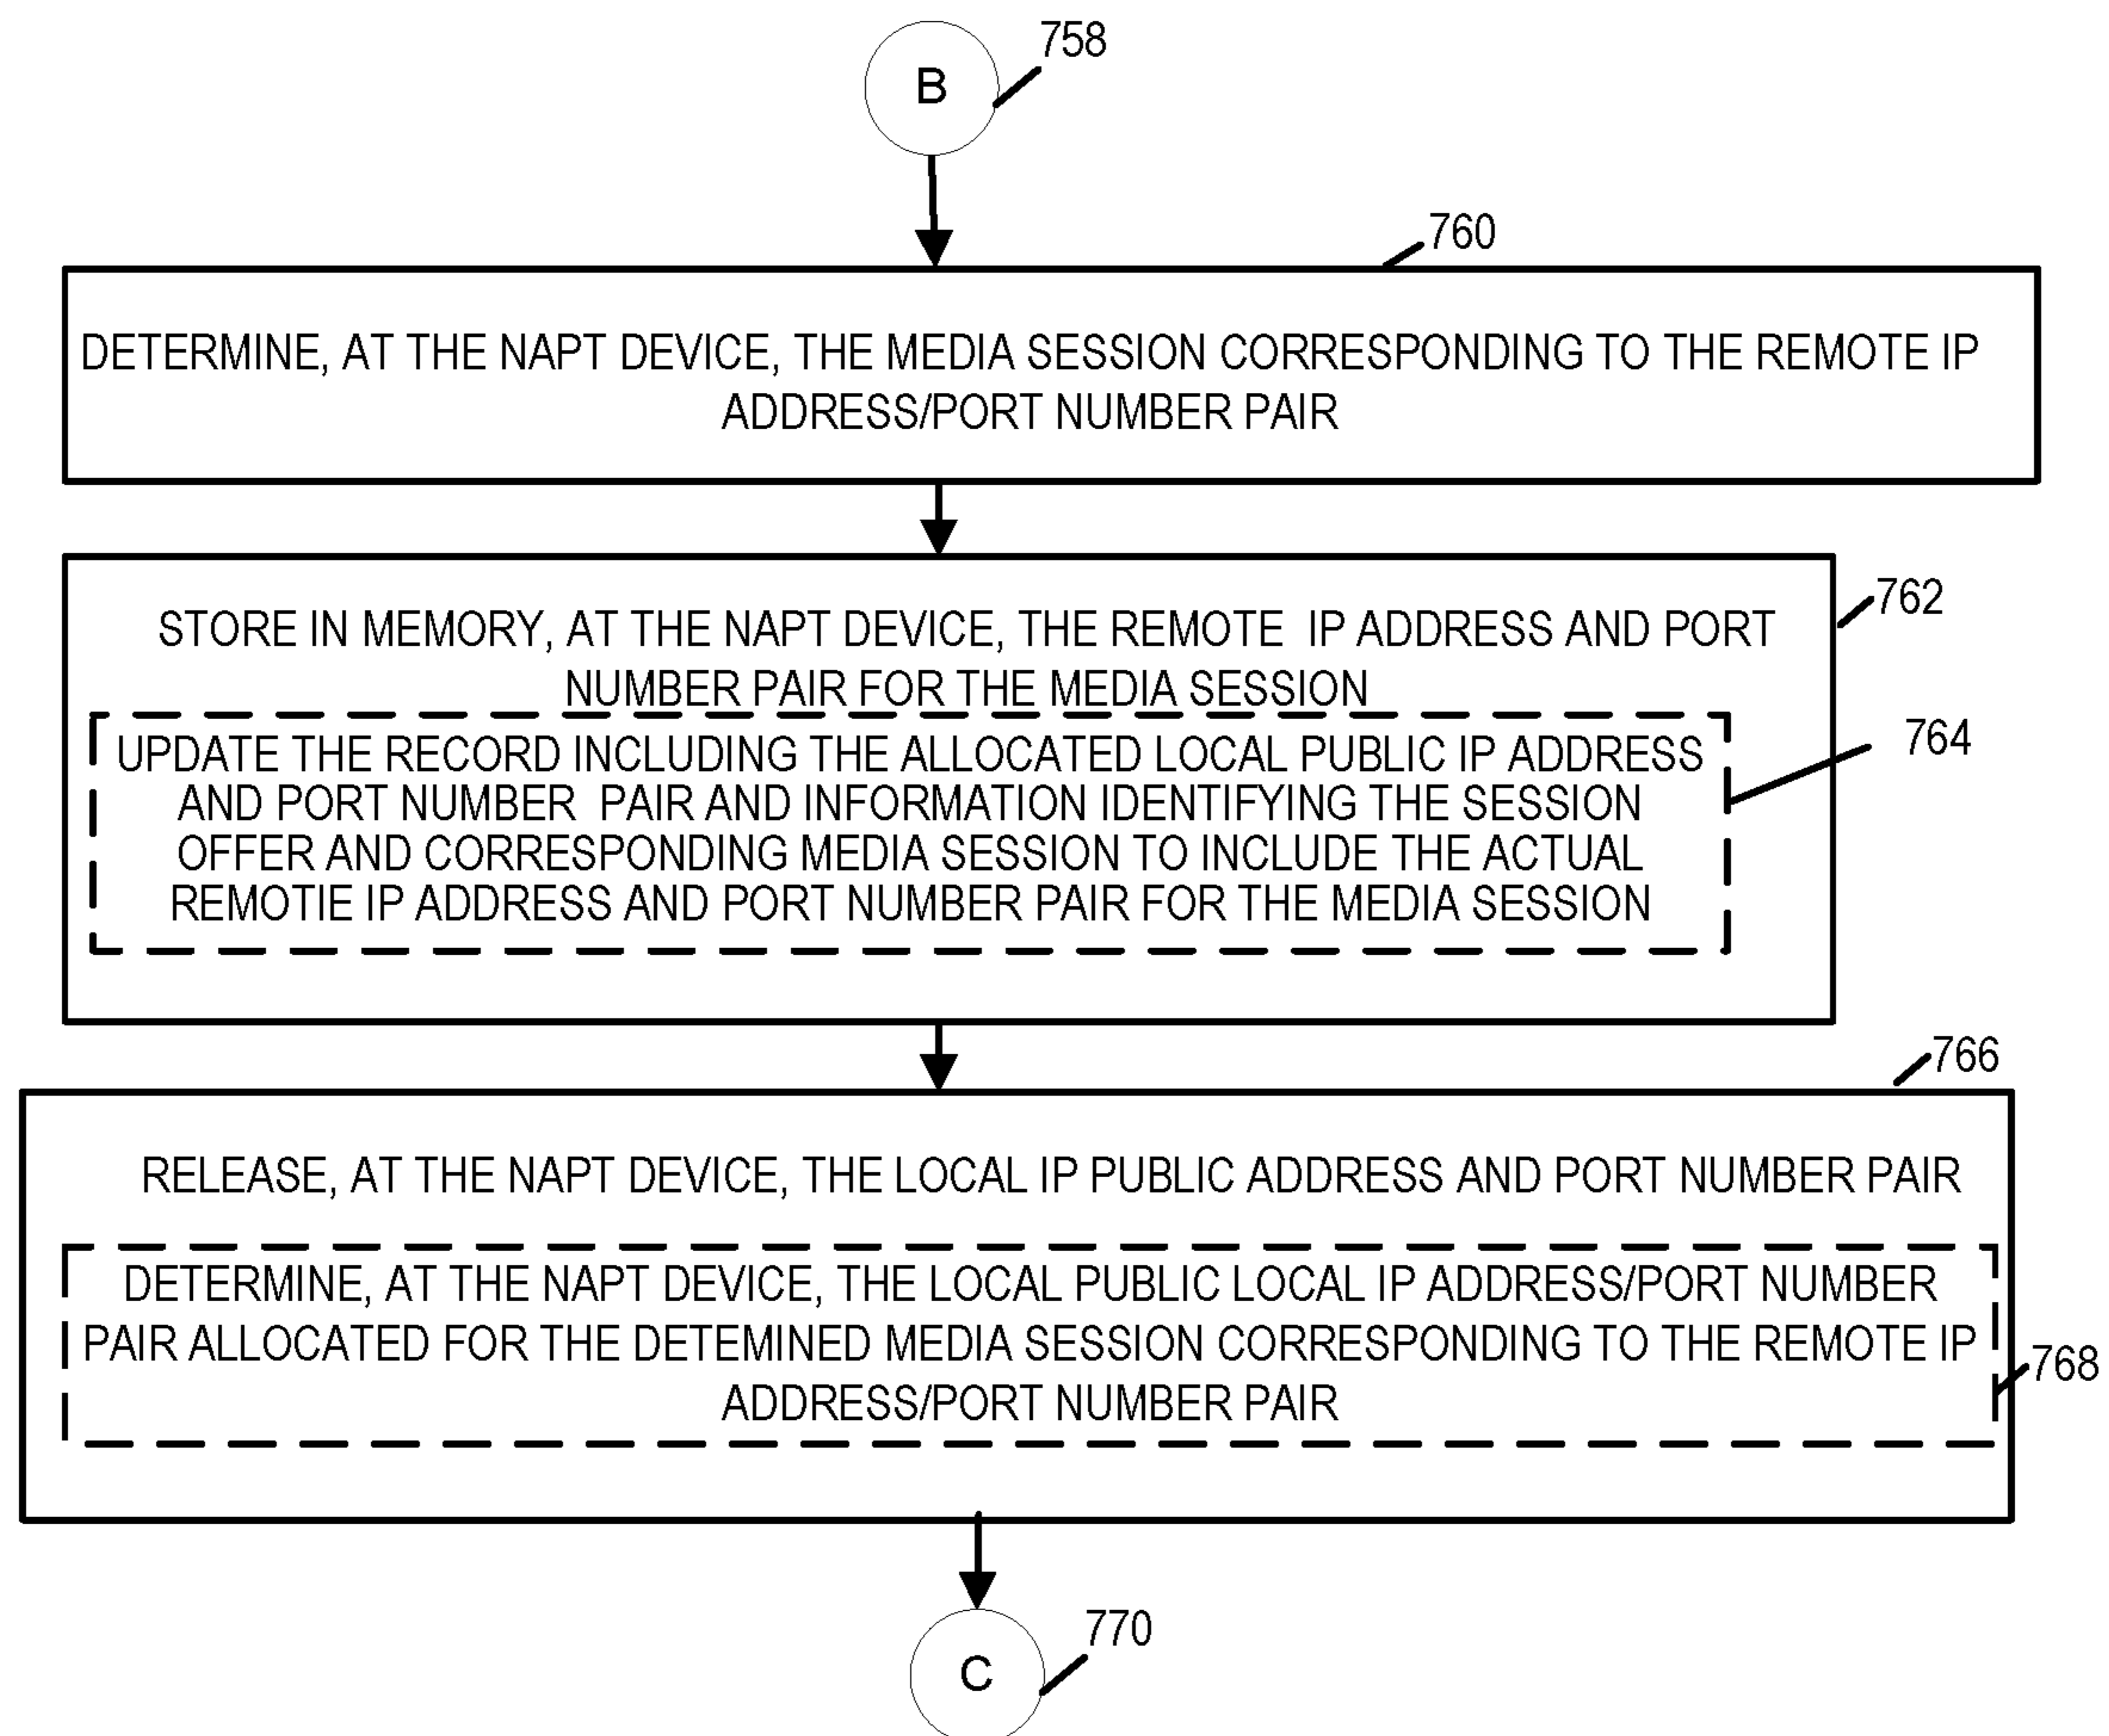 B
758
760
DETERMINE, AT THE NAPT DEVICE, THE MEDIA SESSION CORRESPONDING TO THE REMOTE IP
ADDRESS/PORT NUMBER PAIR
762
STORE IN MEMORY, AT THE NAPT DEVICE, THE REMOTE IP ADDRESS AND PORT
NUMBER PAIR FOR THE MEDIA SESSION
764
UPDATE THE RECORD INCLUDING THE ALLOCATED LOCAL PUBLIC IP ADDRESS
AND PORT NUMBER PAIR AND INFORMATION IDENTIFYING THE SESSION
OFFER AND CORRESPONDING MEDIA SESSION TO INCLUDE THE ACTUAL
REMOTIE IP ADDRESS AND PORT NUMBER PAIR FOR THE MEDIA SESSION
766
RELEASE, AT THE NAPT DEVICE, THE LOCAL IP PUBLIC ADDRESS AND PORT NUMBER PAIR
DETERMINE, AT THE NAPT DEVICE, THE LOCAL PUBLIC LOCAL IP ADDRESS/PORT NUMBER
PAIR ALLOCATED FOR THE DETEMINED MEDIA SESSION CORRESPONDING TO THE REMOTE IP
ADDRESS/PORT NUMBER PAIR
768
770
C